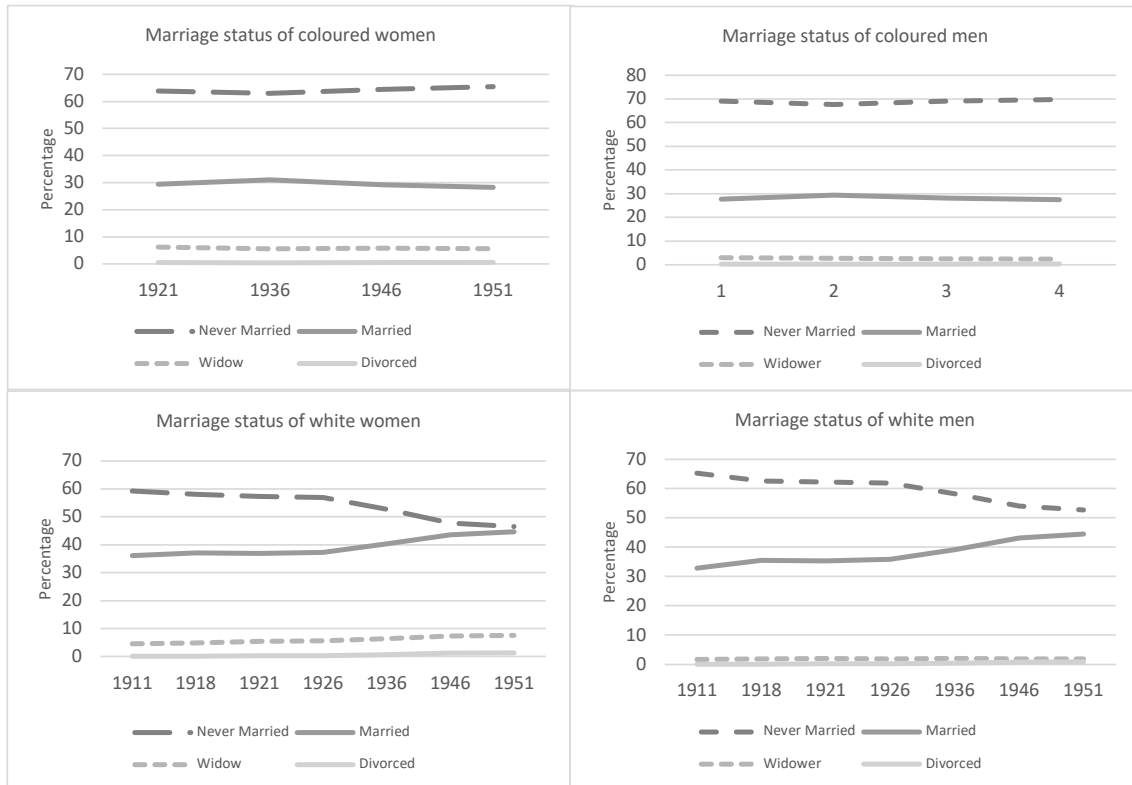 Marriage status of coloured women
70
60
50
40
30
20
10
0
Percentage
1921 1936 1946 1951
Never Married Married
Widow Divorced
Marriage status of coloured men
80
70
60
50
40
30
20
10
0
Percentage
1 2 3 4
Never Married Married
Widower Divorced
Marriage status of white women
70
60
50
40
30
20
10
0
Percentage
1911 1918 1921 1926 1936 1946 1951
Never Married Married
Widow Divorced
Marriage status of white men
70
60
50
40
30
20
10
0
Percentage
1911 1918 1921 1926 1936 1946 1951
Never Married Married
Widower Divorced